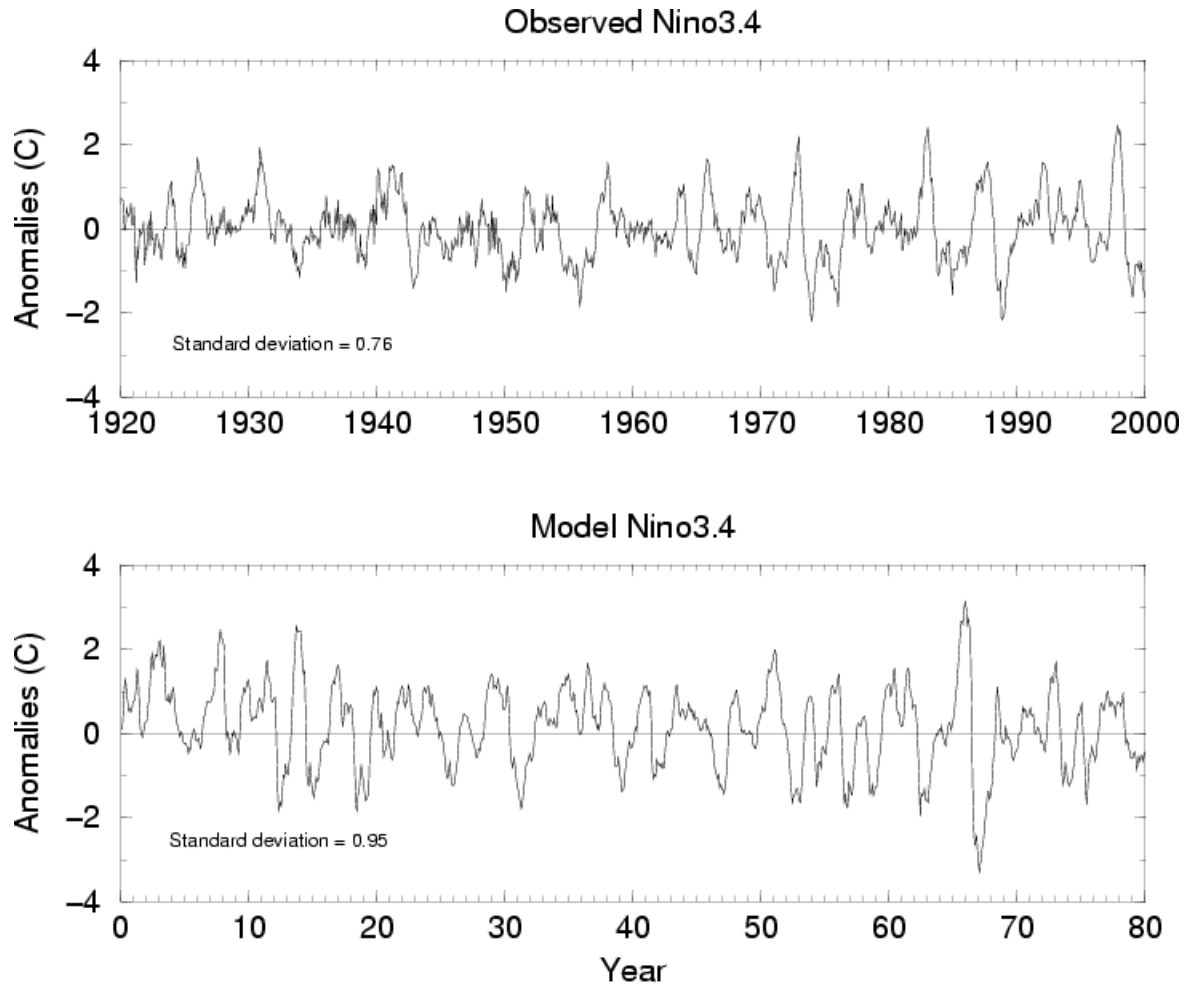 Observed Nino3.4
4
2
0
−2
−4
Anomalies (C)
Standard deviation = 0.76
1920 1930 1940 1950 1960 1970 1980 1990 2000
Model Nino3.4
4
2
0
−2
−4
Anomalies (C)
Standard deviation = 0.95
0 10 20 30 40 50 60 70 80
Year